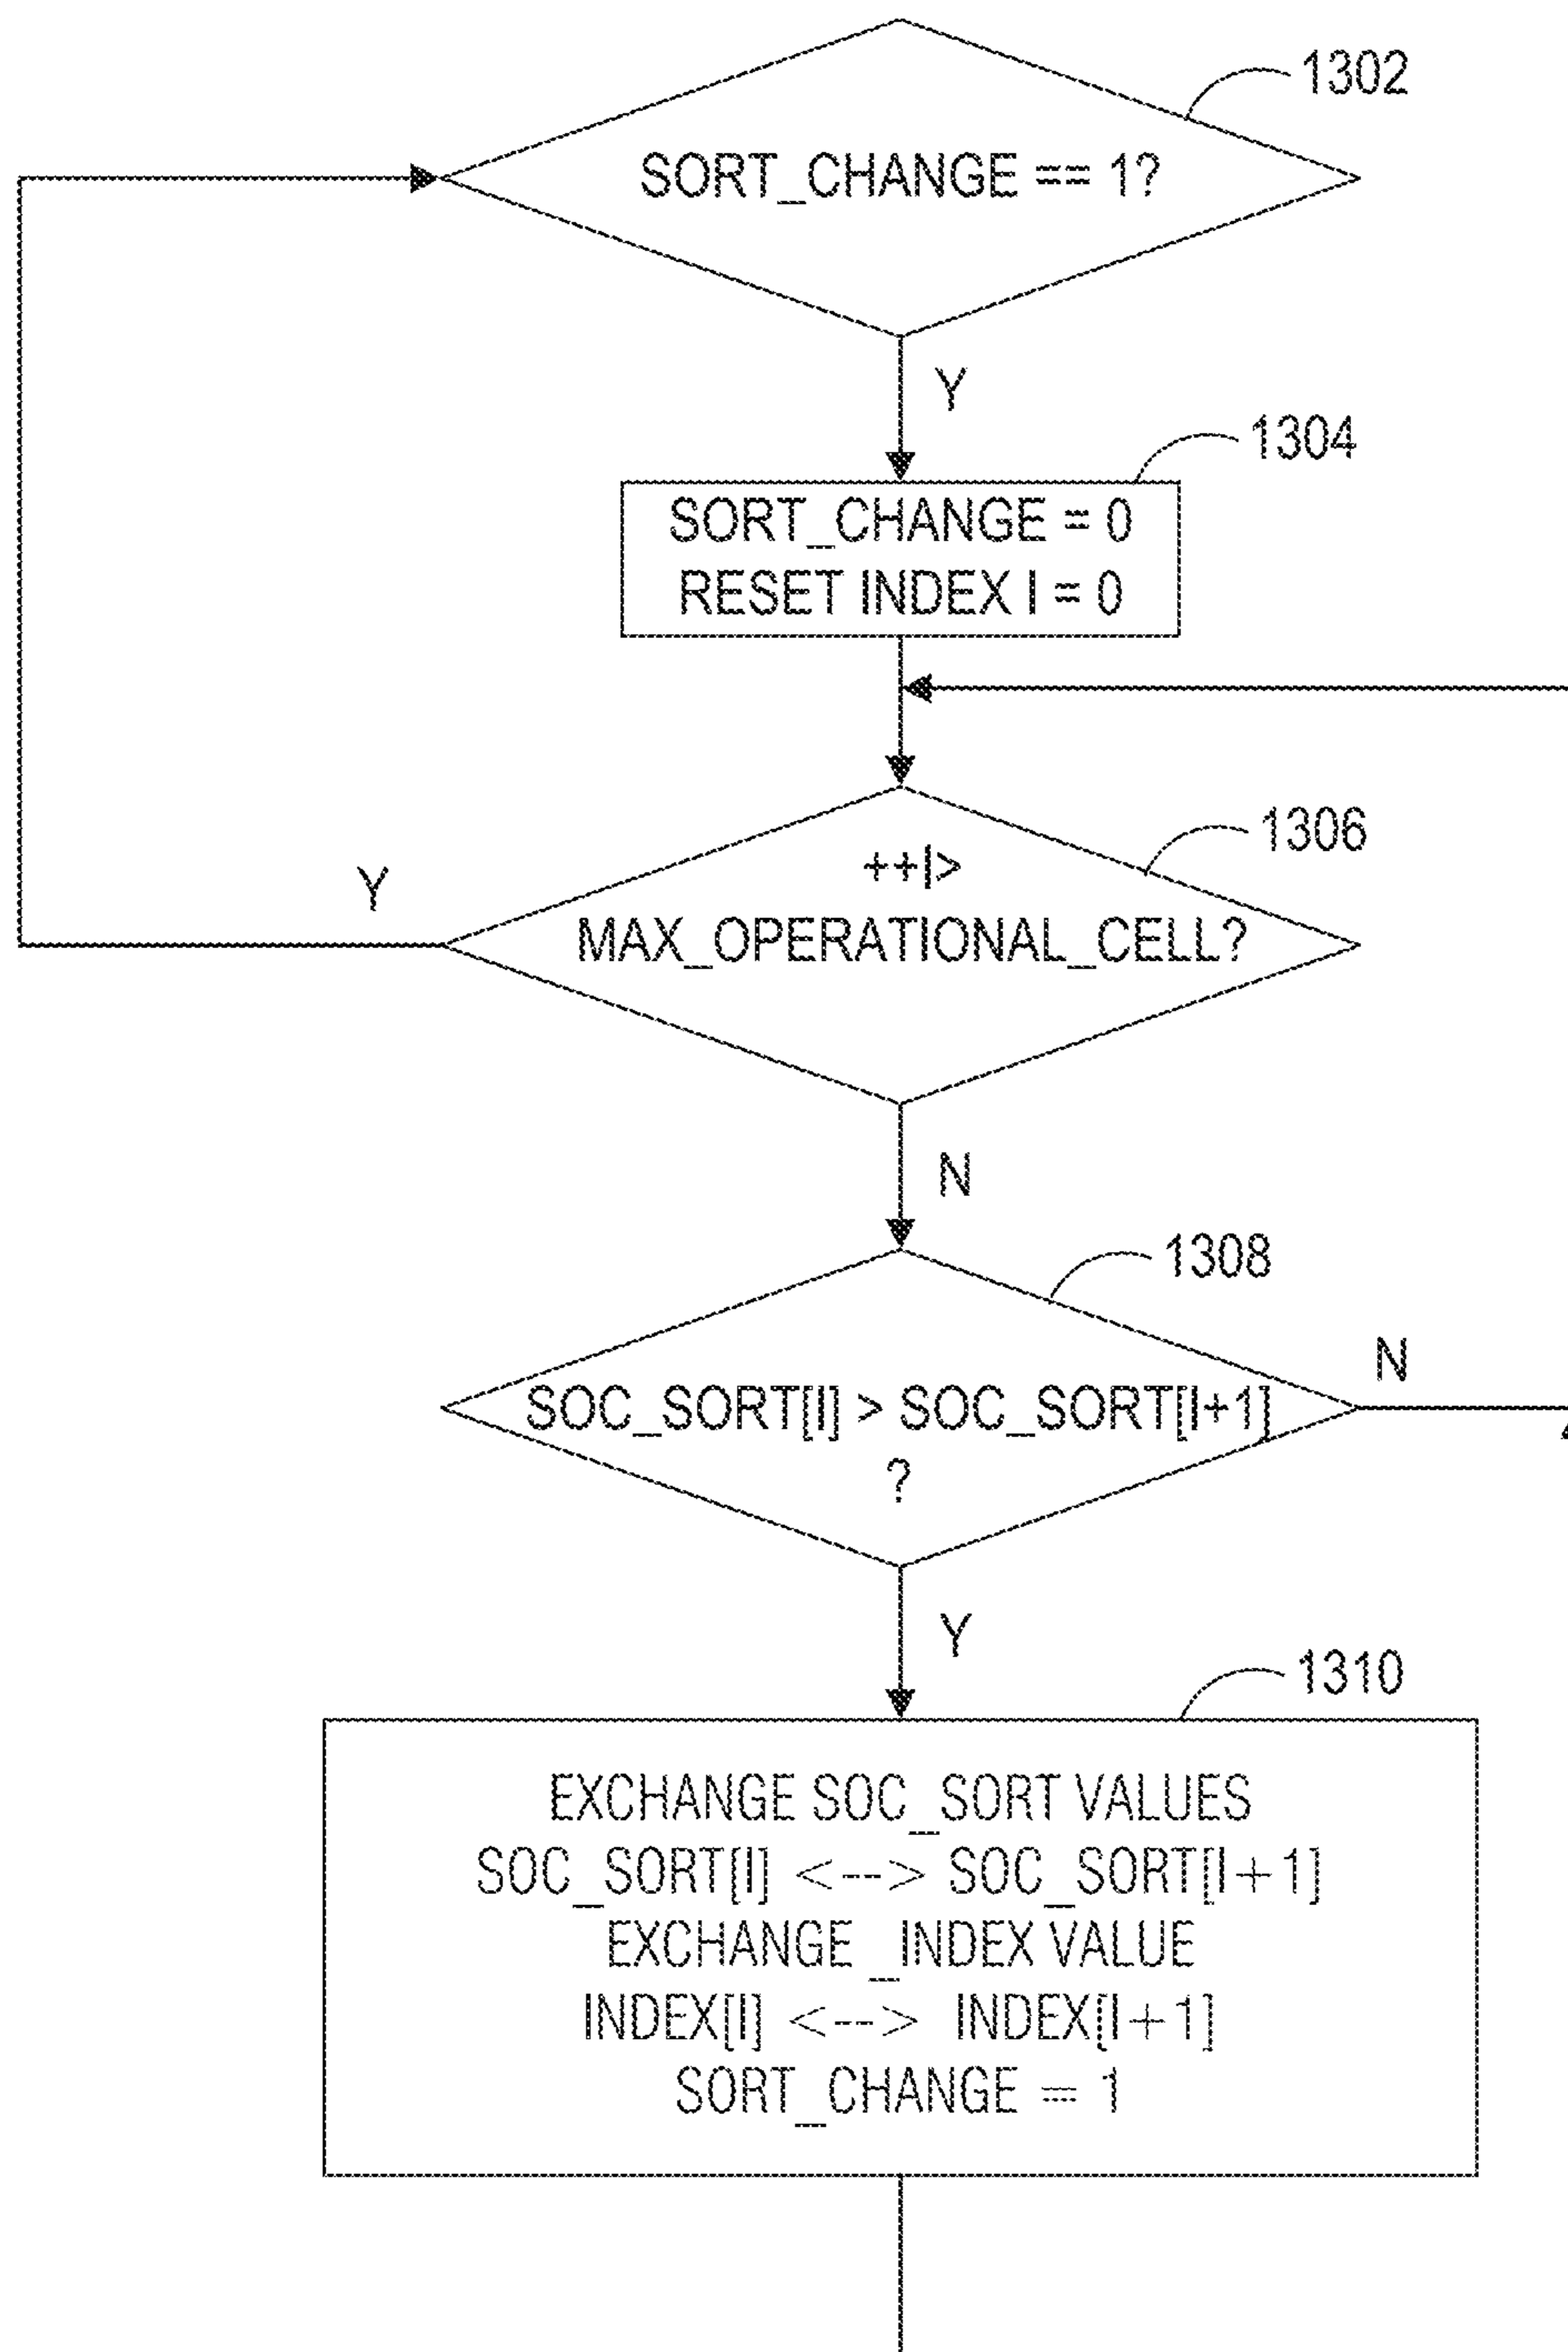 1302
SORT_CHANGE == 1?
Y
1304
SORT_CHANGE = 0
RESET INDEX I = 0
1306
++I>
MAX_OPERATIONAL_CELL?
Y
N
1308
SOC_SORT[I] > SOC_SORT[I+1]
?
N
Y
1310
EXCHANGE SOC_SORT VALUES
SOC_SORT[I] <--> SOC_SORT[I+1]
EXCHANGE _INDEX VALUE
INDEX[I] <--> INDEX[I+1]
SORT_CHANGE = 1